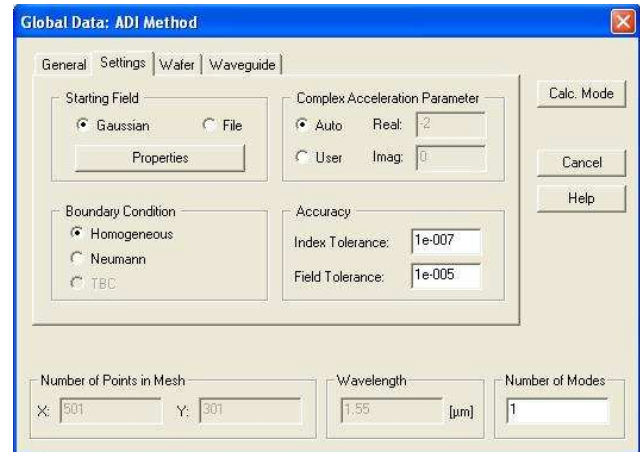 Global Data: ADI Method
General Settings Wafer Waveguide
Starting Field
Gaussian File
Properties
Complex Acceleration Parameter
Auto Real: -2
User Imag: 0
Calc. Mode
Cancel
Help
Boundary Condition
Homogeneous
Neumann
TBC
Accuracy
Index Tolerance: 1e-007
Field Tolerance: 1e-005
Number of Points in Mesh
X: 501 Y: 301
Wavelength
1.55 [μm]
Number of Modes
1